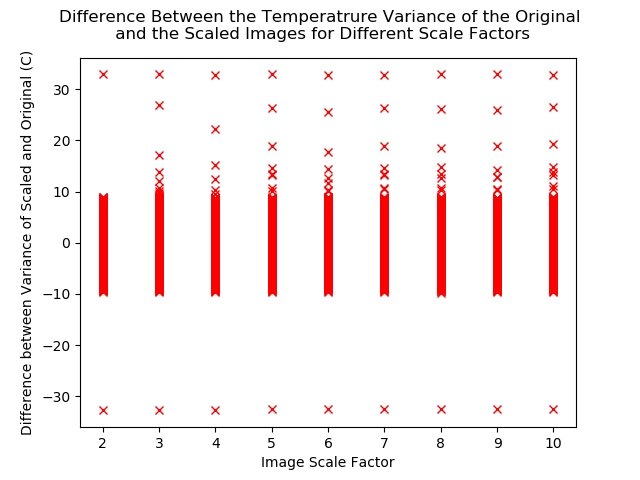 Difference Between the Temperatrure Variance of the Original
and the Scaled Images for Different Scale Factors
Difference between Variance of Scaled and Original (C)
30
20
10
0
−10
−20
−30
2 3 4 5 6 7 8 9 10
Image Scale Factor